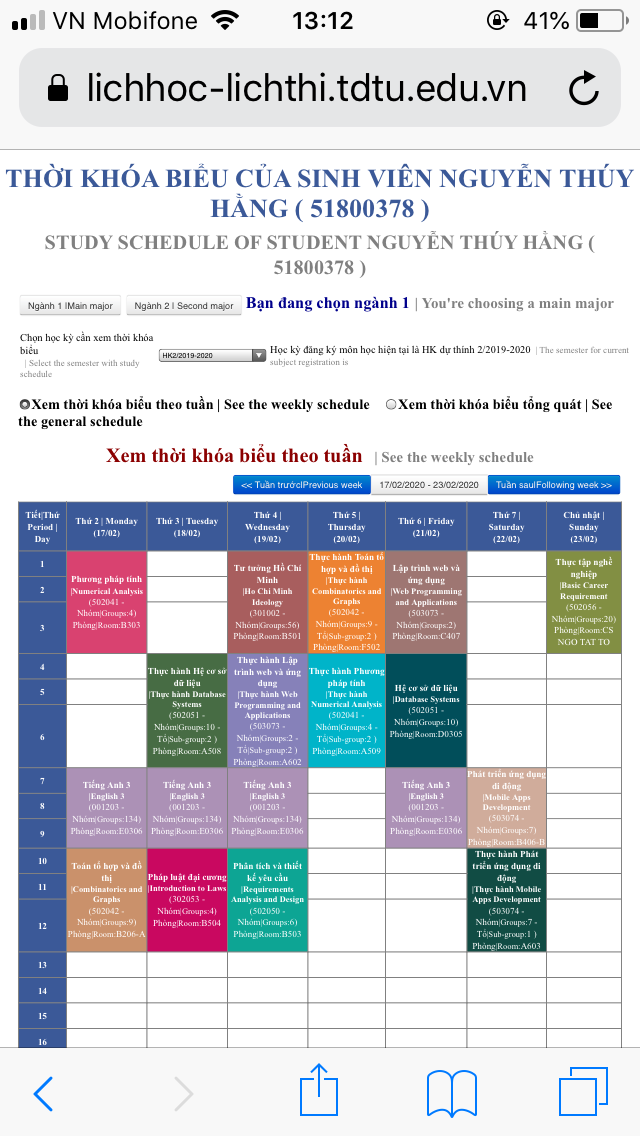 VN Mobifone 13:12 41%
lichhoc-lichthi.tdtu.edu.vn
THỜI KHÓA BIỂU CỦA SINH VIÊN NGUYỄN THÚY
HẰNG ( 51800378 )
STUDY SCHEDULE OF STUDENT NGUYỄN THÚY HẰNG (
51800378 )
Ngành 1 |Main major Ngành 2 | Second major Bạn đang chọn ngành 1 | You're choosing a main major
Chọn học kỳ cần xem thời khóa
biểu
| Select the semester with study
schedule
HK2/2019-2020
Học kỳ đăng ký môn học hiện tại là HK dự thính 2/2019-2020 | The semester for current
subject registration is
Xem thời khóa biểu theo tuần | See the weekly schedule Xem thời khóa biểu tổng quát | See
the general schedule
Xem thời khóa biểu theo tuần | See the weekly schedule
<< Tuần trước|Previous week 17/02/2020 - 23/02/2020 Tuần sau|Following week >>
Tiết|Thứ
Period |
Day
Thứ 2 | Monday
(17/02)
Thứ 3 | Tuesday
(18/02)
Thứ 4 |
Wednesday
(19/02)
Thứ 5 |
Thursday
(20/02)
Thứ 6 | Friday
(21/02)
Thứ 7 |
Saturday
(22/02)
Chủ nhật |
Sunday
(23/02)
1
2
3
Phương pháp tính
|Numerical Analysis
(502041 -
Nhóm|Groups:4)
Phòng|Room:B303
Tư tưởng Hồ Chí
Minh
|Ho Chi Minh
Ideology
(301002 -
Nhóm|Groups:56)
Phòng|Room:B501
Thực hành Toán tổ
hợp và đồ thị
|Thực hành
Combinatorics and
Graphs
(502042 -
Nhóm|Groups:9 -
Tổ|Sub-group:2 )
Phòng|Room:F502
Lập trình web và
ứng dụng
|Web Programming
and Applications
(503073 -
Nhóm|Groups:2)
Phòng|Room:C407
Thực tập nghề
nghiệp
|Basic Career
Requirement
(502056 -
Nhóm|Groups:20)
Phòng|Room:CS
NGO TAT TO
4
5
6
Thực hành Hệ cơ sở
dữ liệu
|Thực hành Database
Systems
(502051 -
Nhóm|Groups:10 -
Tổ|Sub-group:2 )
Phòng|Room:A508
Thực hành Lập
trình web và ứng
dụng
|Thực hành Web
Programming and
Applications
(503073 -
Nhóm|Groups:2 -
Tổ|Sub-group:2 )
Phòng|Room:A602
Thực hành Phương
pháp tính
|Thực hành
Numerical Analysis
(502041 -
Nhóm|Groups:4 -
Tổ|Sub-group:2 )
Phòng|Room:A509
Hệ cơ sở dữ liệu
|Database Systems
(502051 -
Nhóm|Groups:10)
Phòng|Room:D0305
7
8
9
Tiếng Anh 3
|English 3
(001203 -
Nhóm|Groups:134)
Phòng|Room:E0306
Tiếng Anh 3
|English 3
(001203 -
Nhóm|Groups:134)
Phòng|Room:E0306
Tiếng Anh 3
|English 3
(001203 -
Nhóm|Groups:134)
Phòng|Room:E0306
Tiếng Anh 3
|English 3
(001203 -
Nhóm|Groups:134)
Phòng|Room:E0306
Phát triển ứng dụng
di động
|Mobile Apps
Development
(503074 -
Nhóm|Groups:7)
Phòng|Room:B406-B
10
11
12
Toán tổ hợp và đồ
thị
|Combinatorics and
Graphs
(502042 -
Nhóm|Groups:9)
Phòng|Room:B206-A
Pháp luật đại cương
|Introduction to Laws
(302053 -
Nhóm|Groups:4)
Phòng|Room:B504
Phân tích và thiết
kế yêu cầu
|Requirements
Analysis and Design
(502050 -
Nhóm|Groups:6)
Phòng|Room:B503
Thực hành Phát
triển ứng dụng di
động
|Thực hành Mobile
Apps Development
(503074 -
Nhóm|Groups:7 -
Tổ|Sub-group:1 )
Phòng|Room:A603
13
14
15
16